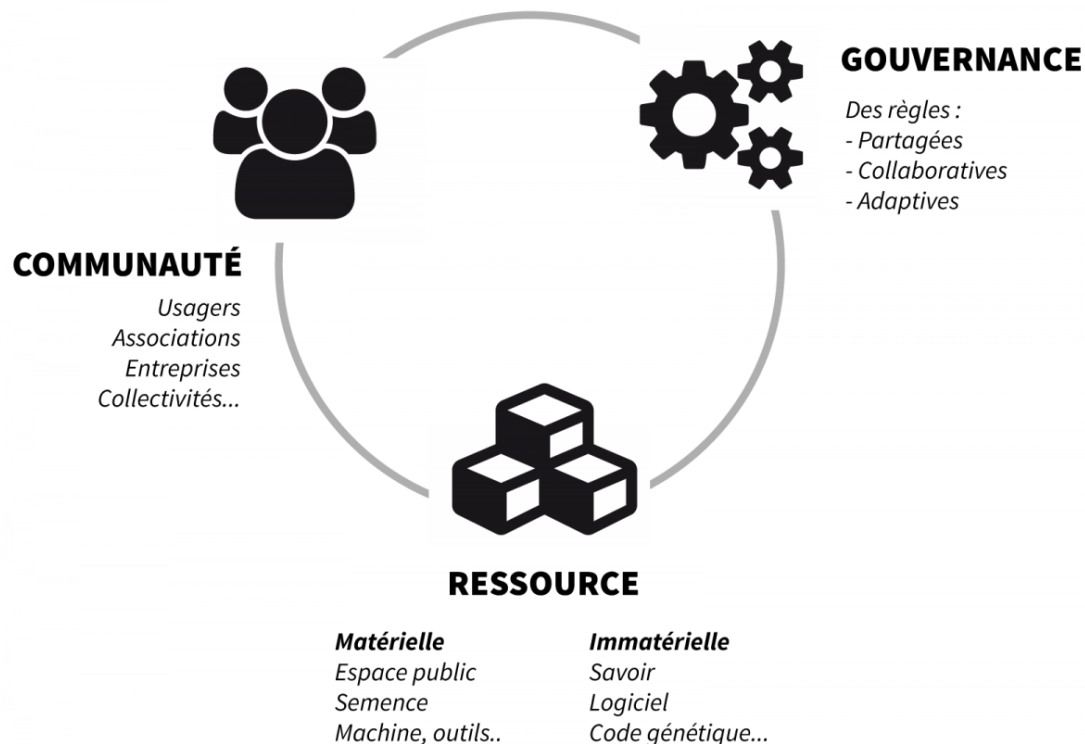 GOUVERNANCE
Des règles :
- Partagées
- Collaboratives
- Adaptives
COMMUNAUTÉ
Usagers
Associations
Entreprises
Collectivités...
RESSOURCE
Matérielle
Espace public
Semence
Machine, outils..
Immatérielle
Savoir
Logiciel
Code génétique...